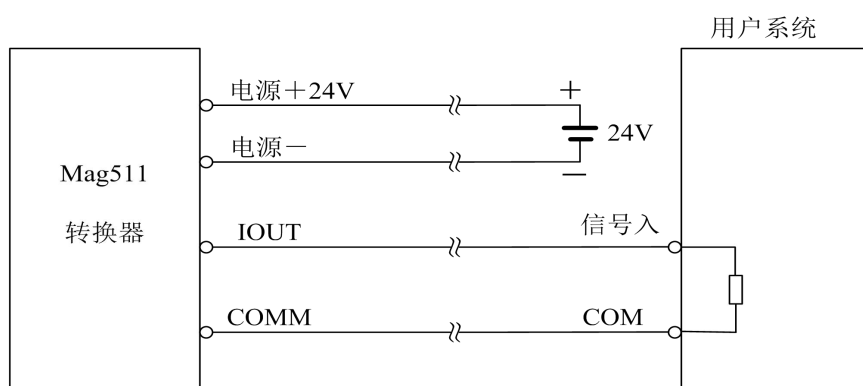 用户系统
电源＋24V
+
24V
电源－
—
Mag511
转换器
IOUT
信号入
COMM
COM